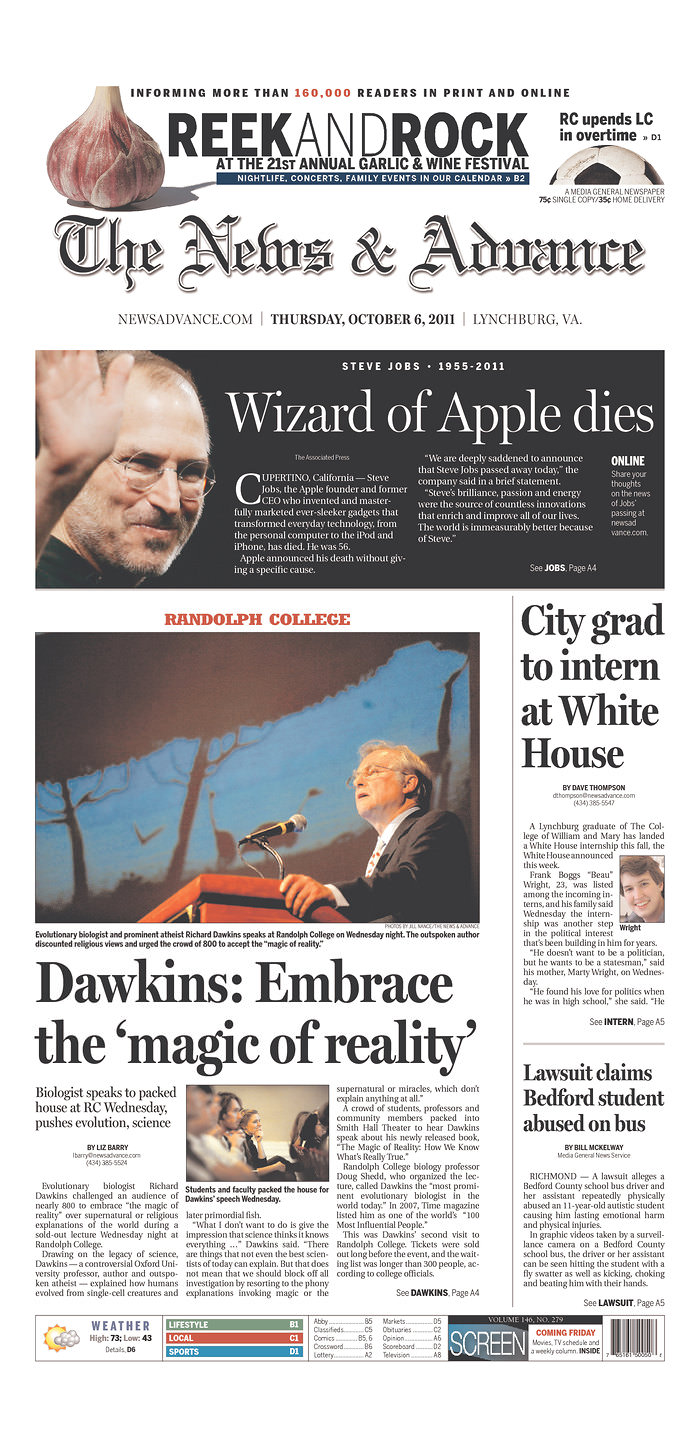 INFORMING MORE THAN 160,000 READERS IN PRINT AND ONLINE
REEKANDROCK
AT THE 21ST ANNUAL GARLIC & WINE FESTIVAL
NIGHTLIFE, CONCERTS, FAMILY EVENTS IN OUR CALENDAR » B2
RC upends LC
in overtime » D1
A MEDIA GENERAL NEWSPAPER
75¢ SINGLE COPY/35¢ HOME DELIVERY
The News & Advance
NEWSADVANCE.COM | THURSDAY, OCTOBER 6, 2011 | LYNCHBURG, VA.
STEVE JOBS • 1955-2011
Wizard of Apple dies
The Associated Press
CUPERTINO, California — Steve
Jobs, the Apple founder and former
CEO who invented and master-
fully marketed ever-sleeker gadgets that
transformed everyday technology, from
the personal computer to the iPod and
iPhone, has died. He was 56.
Apple announced his death without giv-
ing a specific cause.
"We are deeply saddened to announce
that Steve Jobs passed away today," the
company said in a brief statement.
"Steve's brilliance, passion and energy
were the source of countless innovations
that enrich and improve all of our lives.
The world is immeasurably better because
of Steve."
See JOBS, Page A4
ONLINE
Share your
thoughts
on the news
of Jobs'
passing at
newsad
vance.com.
RANDOLPH COLLEGE
PHOTOS BY JILL NANCE/THE NEWS & ADVANCE
Evolutionary biologist and prominent atheist Richard Dawkins speaks at Randolph College on Wednesday night. The outspoken author
discounted religious views and urged the crowd of 800 to accept the "magic of reality."
Dawkins: Embrace
the 'magic of reality'
Biologist speaks to packed
house at RC Wednesday,
pushes evolution, science
BY LIZ BARRY
lbarry@newsadvance.com
(434) 385-5524
Evolutionary biologist Richard
Dawkins challenged an audience of
nearly 800 to embrace "the magic of
reality" over supernatural or religious
explanations of the world during a
sold-out lecture Wednesday night at
Randolph College.
Drawing on the legacy of science,
Dawkins — a controversial Oxford Uni-
versity professor, author and outspo-
ken atheist — explained how humans
evolved from single-cell creatures and
Students and faculty packed the house for
Dawkins' speech Wednesday.
later primordial fish.
"What I don't want to do is give the
impression that science thinks it knows
everything ..." Dawkins said. "There
are things that not even the best scien-
tists of today can explain. But that does
not mean that we should block off all
investigation by resorting to the phony
explanations invoking magic or the
supernatural or miracles, which don't
explain anything at all."
A crowd of students, professors and
community members packed into
Smith Hall Theater to hear Dawkins
speak about his newly released book,
"The Magic of Reality: How We Know
What's Really True."
Randolph College biology professor
Doug Shedd, who organized the lec-
ture, called Dawkins the "most promi-
nent evolutionary biologist in the
world today." In 2007, Time magazine
listed him as one of the world's "100
Most Influential People."
This was Dawkins' second visit to
Randolph College. Tickets were sold
out long before the event, and the wait-
ing list was longer than 300 people, ac-
cording to college officials.
See DAWKINS, Page A4
City grad
to intern
at White
House
BY DAVE THOMPSON
dthompson@newsadvance.com
(434) 385-5547
A Lynchburg graduate of The Col-
lege of William and Mary has landed
a White House internship this fall, the
White House announced
this week.
Frank Boggs "Beau"
Wright, 23, was listed
among the incoming in-
terns, and his family said
Wednesday the intern-
ship was another step
in the political interest
that's been building in him for years.
Wright
"He doesn't want to be a politician,
but he wants to be a statesman," said
his mother, Marty Wright, on Wednes-
day.
"He found his love for politics when
he was in high school," she said. "He
See INTERN, Page A5
Lawsuit claims
Bedford student
abused on bus
BY BILL MCKELWAY
Media General News Service
RICHMOND — A lawsuit alleges a
Bedford County school bus driver and
her assistant repeatedly physically
abused an 11-year-old autistic student
causing him lasting emotional harm
and physical injuries.
In graphic videos taken by a surveil-
lance camera on a Bedford County
school bus, the driver or her assistant
can be seen hitting the student with a
fly swatter as well as kicking, choking
and beating him with their hands.
See LAWSUIT, Page A5
WEATHER
High: 73; Low: 43
Details, D6
LIFESTYLE B1
LOCAL C1
SPORTS D1
Abby B5
Classifieds C5
Comics B5, 6
Crossword B6
Lottery A2
Markets D5
Obituaries C2
Opinion A6
Scoreboard D2
Television A8
VOLUME 146, NO. 279
SCREEN
COMING FRIDAY
Movies, TV schedule and
a weekly column. INSIDE